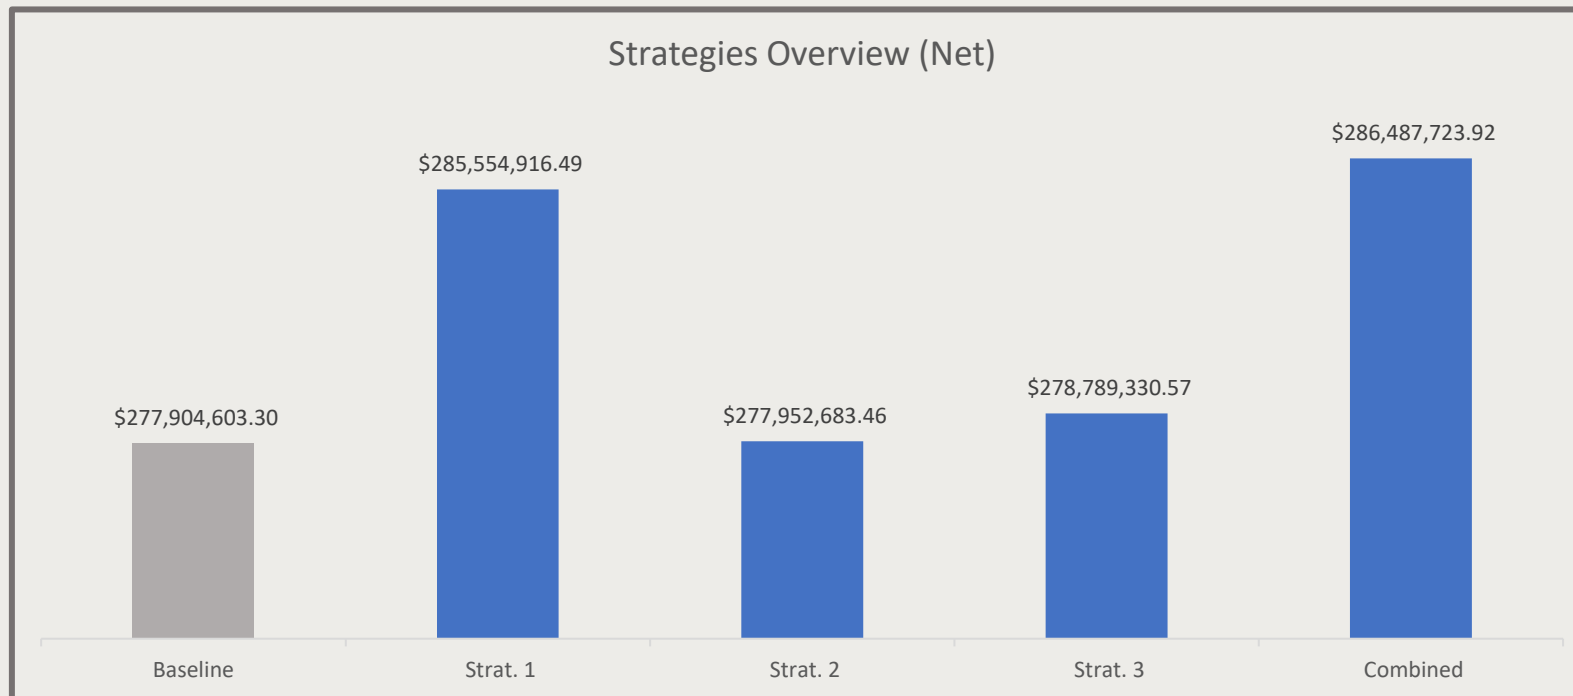 Strategies Overview (Net)
$286,487,723.92
$285,554,916.49
$278,789,330.57
$277,904,603.30
$277,952,683.46
Baseline
Strat. 1
Strat. 2
Strat. 3
Combined